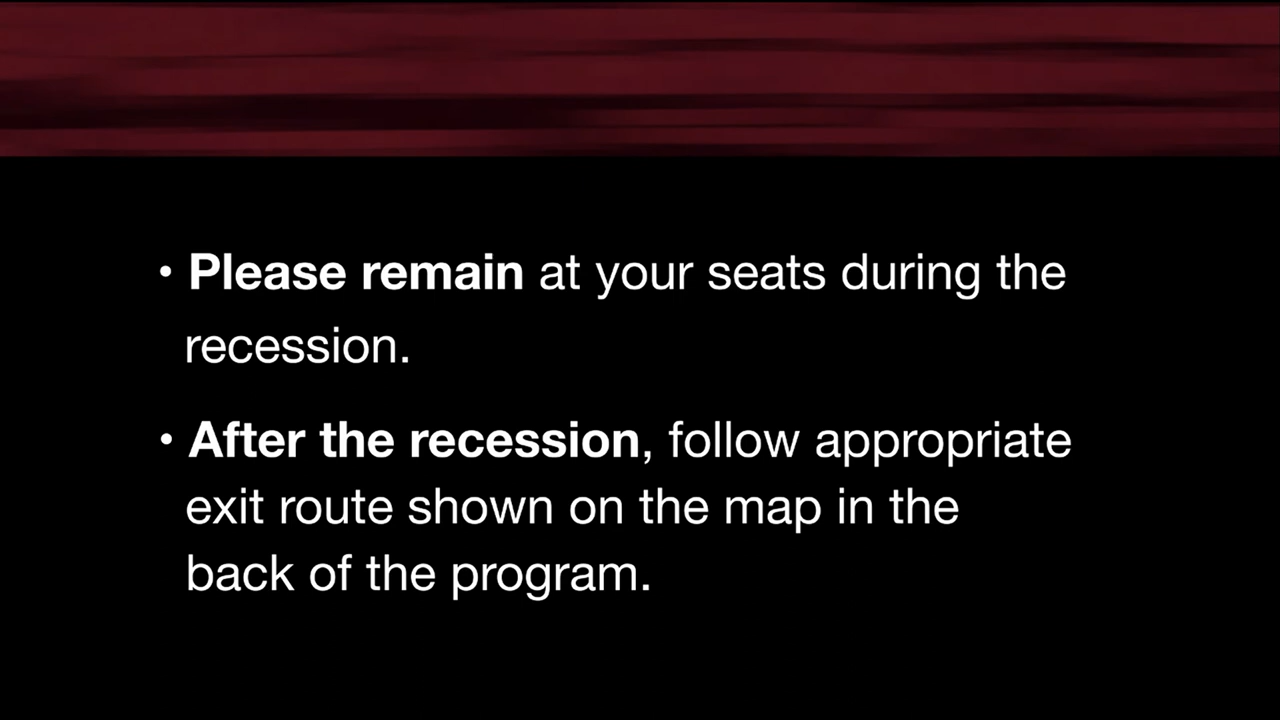 • Please remain at your seats during the
recession.
• After the recession, follow appropriate
exit route shown on the map in the
back of the program.